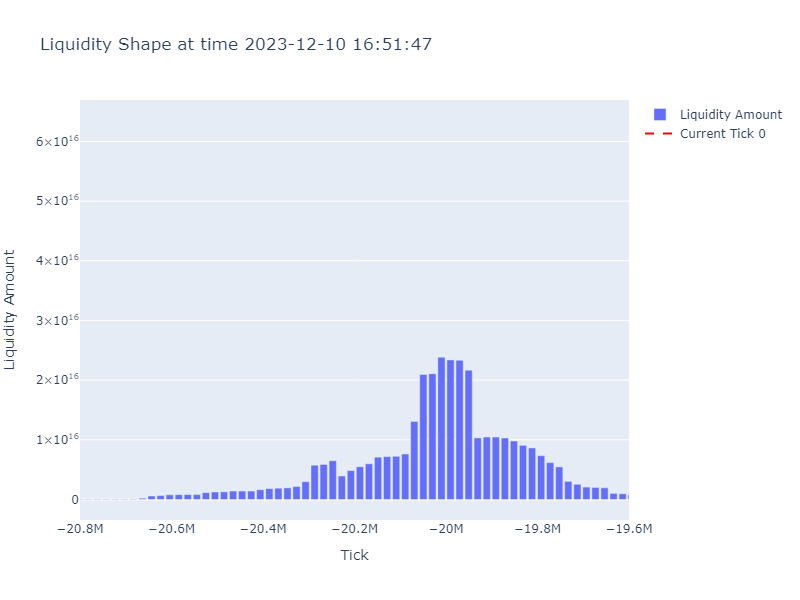 Liquidity Shape at time 2023-12-10 16:51:47
Liquidity Amount
Current Tick 0
Liquidity Amount
6×10¹⁶
5×10¹⁶
4×10¹⁶
3×10¹⁶
2×10¹⁶
1×10¹⁶
0
−20.8M −20.6M −20.4M −20.2M −20M −19.8M −19.6M
Tick